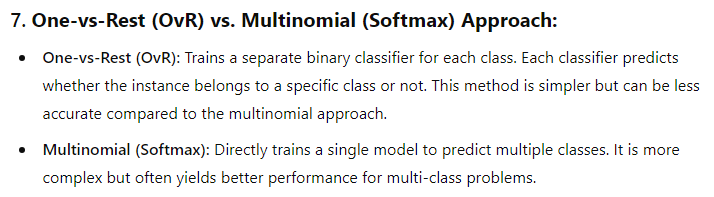 7. One-vs-Rest (OvR) vs. Multinomial (Softmax) Approach:
• One-vs-Rest (OvR): Trains a separate binary classifier for each class. Each classifier predicts
whether the instance belongs to a specific class or not. This method is simpler but can be less
accurate compared to the multinomial approach.
• Multinomial (Softmax): Directly trains a single model to predict multiple classes. It is more
complex but often yields better performance for multi-class problems.